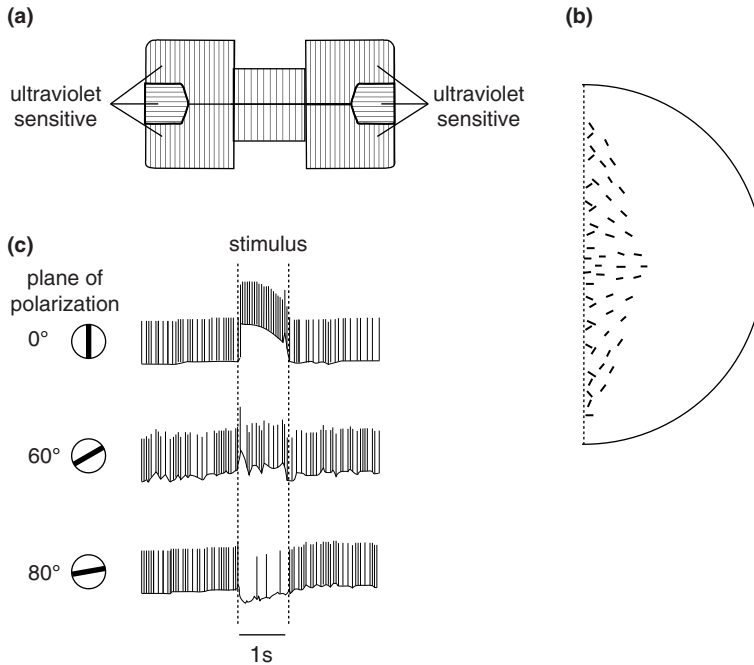 (a)
ultraviolet
sensitive
ultraviolet
sensitive
(b)
(c)
stimulus
plane of
polarization
0°
60°
80°
1s